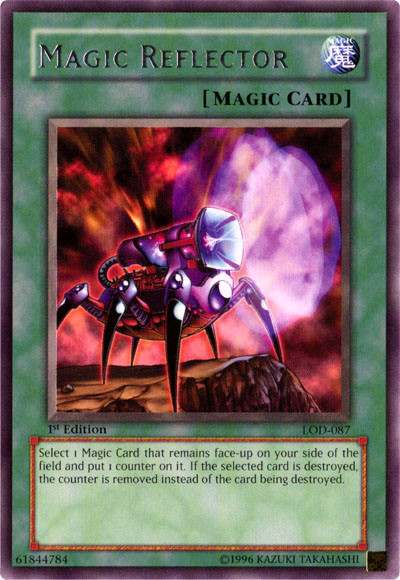 MAGIC REFLECTOR
MAGIC
魔
[MAGIC CARD]
1st Edition
LOD-087
Select 1 Magic Card that remains face-up on your side of the
field and put 1 counter on it. If the selected card is destroyed,
the counter is removed instead of the card being destroyed.
61844784
©1996 KAZUKI TAKAHASHI